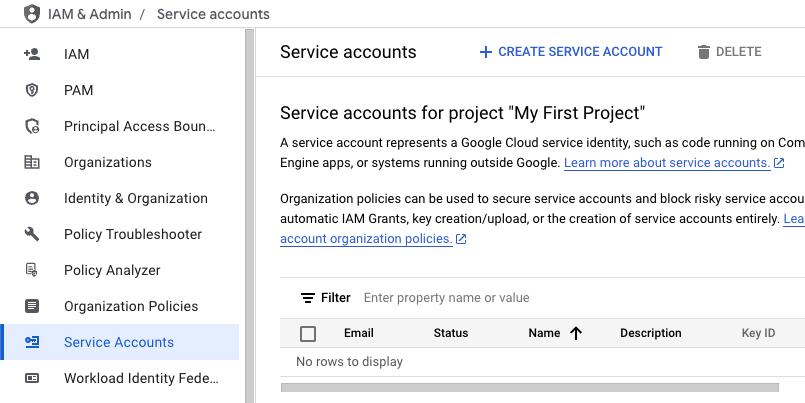 IAM & Admin / Service accounts
IAM
PAM
Principal Access Boun...
Organizations
Identity & Organization
Policy Troubleshooter
Policy Analyzer
Organization Policies
Service Accounts
Workload Identity Fede...
Service accounts
CREATE SERVICE ACCOUNT
DELETE
Service accounts for project "My First Project"
A service account represents a Google Cloud service identity, such as code running on Com
Engine apps, or systems running outside Google. Learn more about service accounts.
Organization policies can be used to secure service accounts and block risky service accou
automatic IAM Grants, key creation/upload, or the creation of service accounts entirely. Lea
account organization policies.
Filter Enter property name or value
Email Status Name Description Key ID
No rows to display